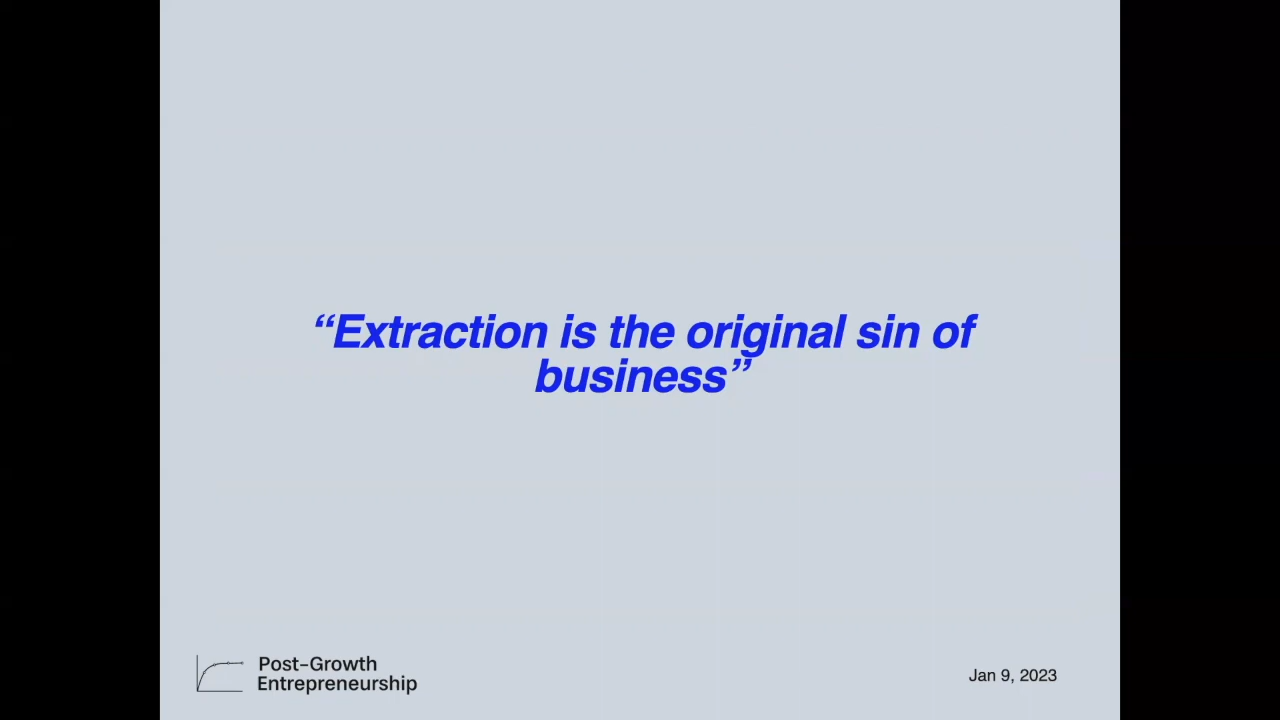 “Extraction is the original sin of
business”
Post-Growth
Entrepreneurship
Jan 9, 2023